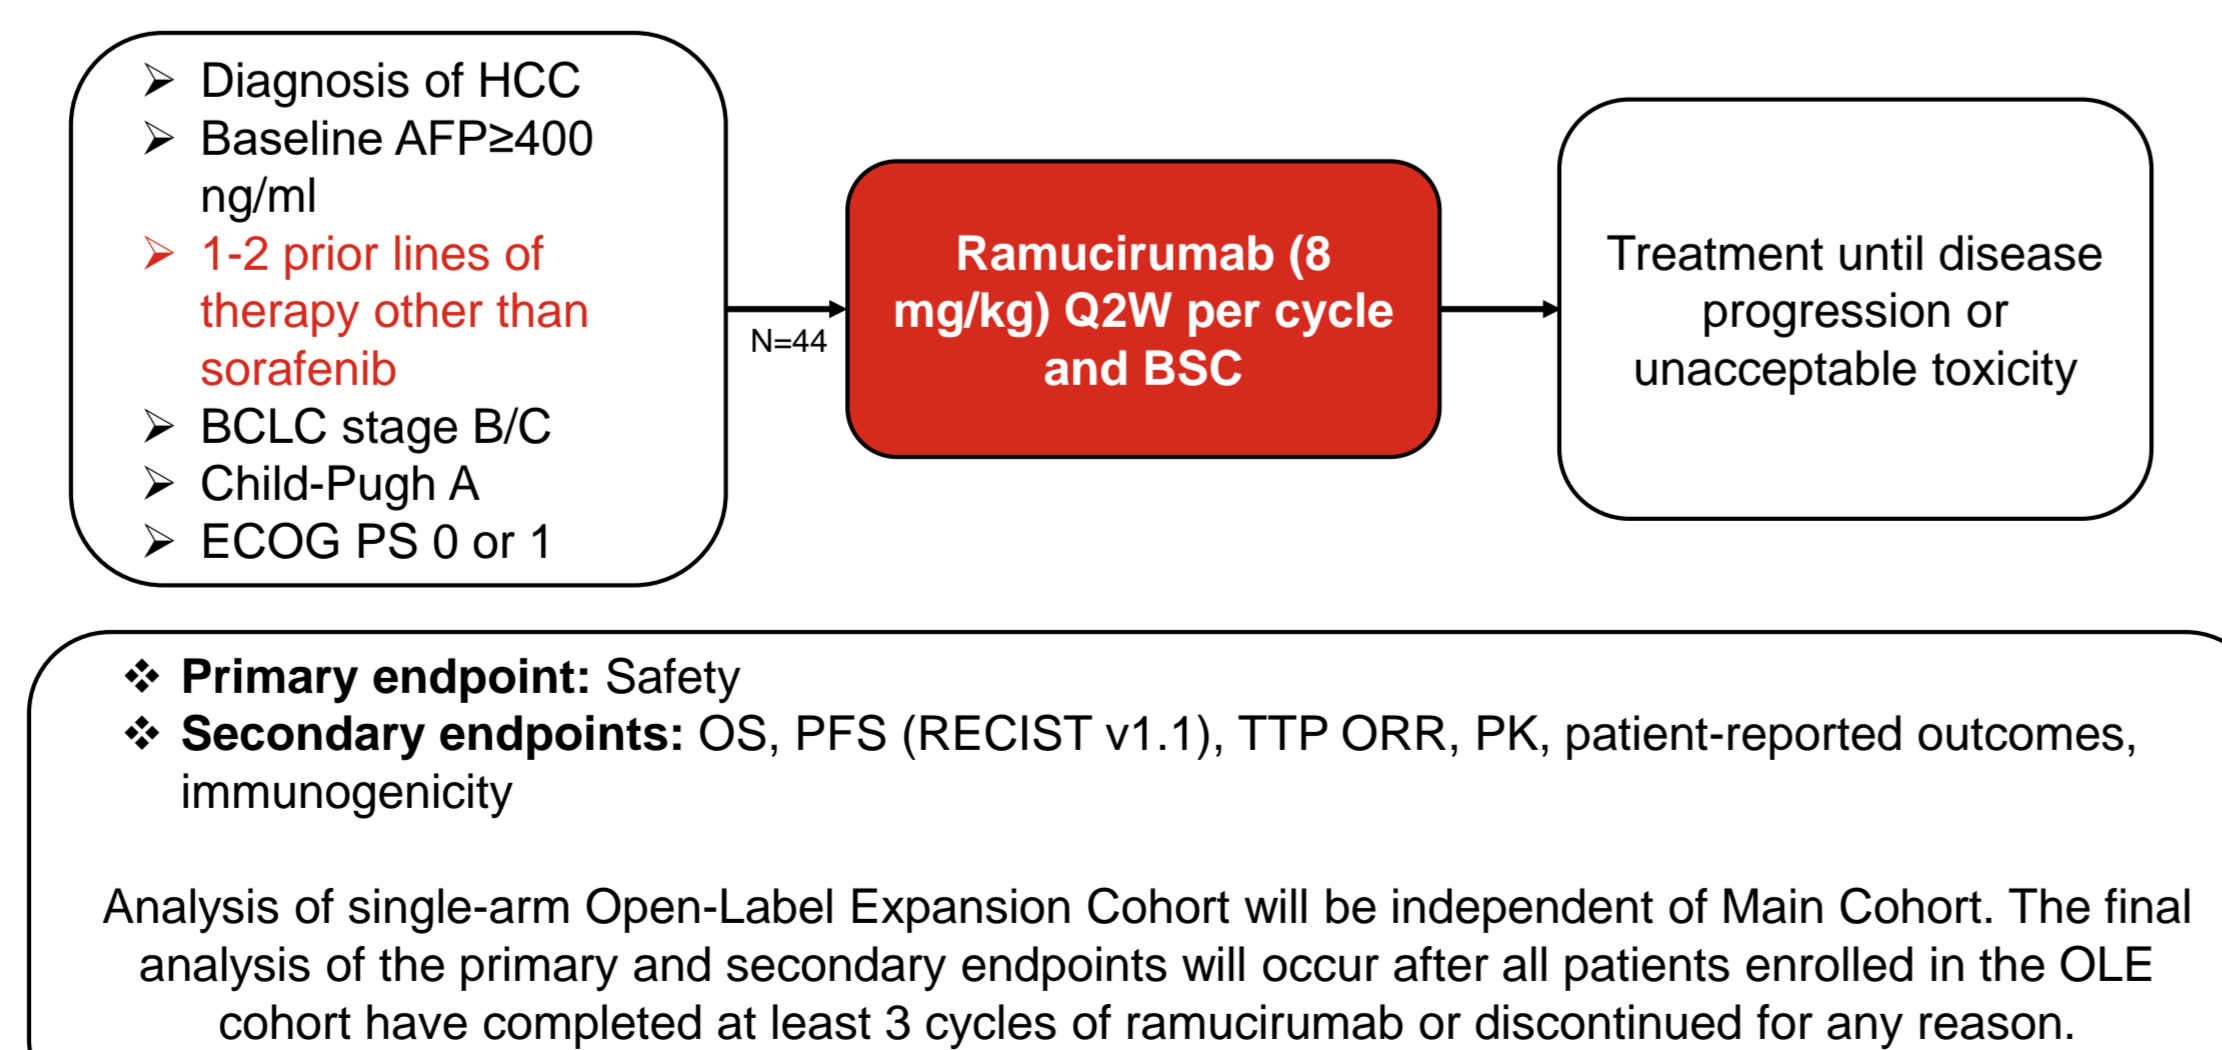 ➢ Diagnosis of HCC
➢ Baseline AFP≥400
ng/ml
➢ 1-2 prior lines of
therapy other than
sorafenib
➢ BCLC stage B/C
➢ Child-Pugh A
➢ ECOG PS 0 or 1
N=44
Ramucirumab (8
mg/kg) Q2W per cycle
and BSC
Treatment until disease
progression or
unacceptable toxicity
❖ Primary endpoint: Safety
❖ Secondary endpoints: OS, PFS (RECIST v1.1), TTP ORR, PK, patient-reported outcomes,
immunogenicity
Analysis of single-arm Open-Label Expansion Cohort will be independent of Main Cohort. The final
analysis of the primary and secondary endpoints will occur after all patients enrolled in the OLE
cohort have completed at least 3 cycles of ramucirumab or discontinued for any reason.